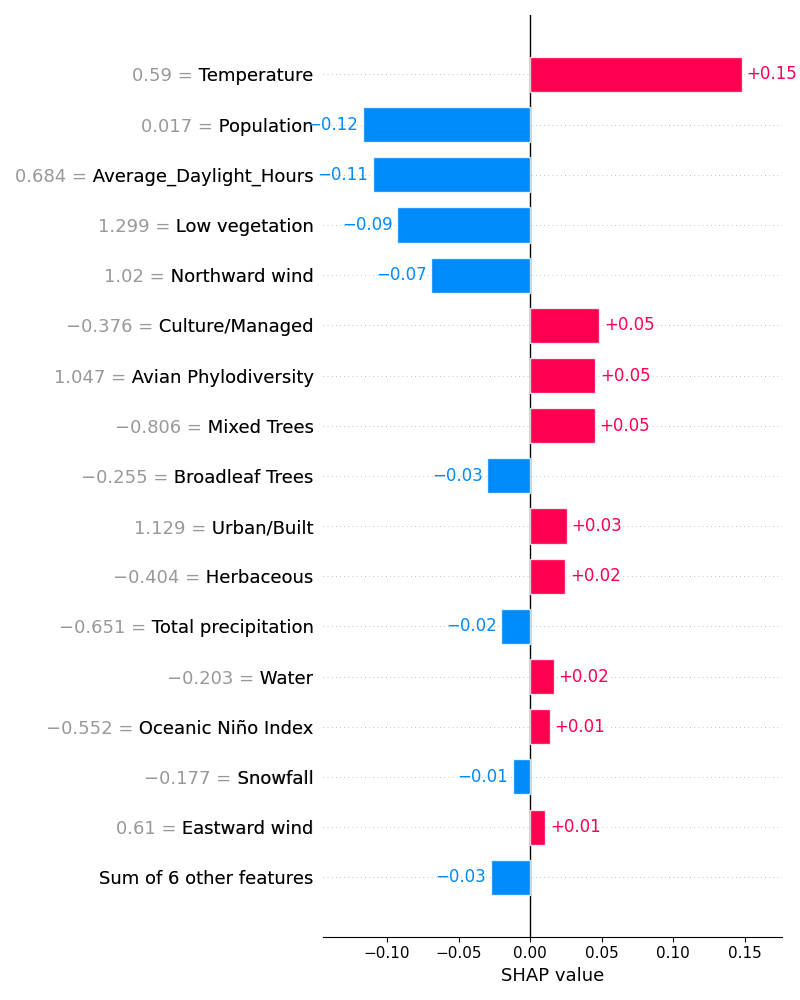 0.59 = Temperature +0.15
0.017 = Population −0.12
0.684 = Average_Daylight_Hours −0.11
1.299 = Low vegetation −0.09
1.02 = Northward wind −0.07
−0.376 = Culture/Managed +0.05
1.047 = Avian Phylodiversity +0.05
−0.806 = Mixed Trees +0.05
−0.255 = Broadleaf Trees −0.03
1.129 = Urban/Built +0.03
−0.404 = Herbaceous +0.02
−0.651 = Total precipitation −0.02
−0.203 = Water +0.02
−0.552 = Oceanic Niño Index +0.01
−0.177 = Snowfall −0.01
0.61 = Eastward wind +0.01
Sum of 6 other features −0.03
−0.10 −0.05 0.00 0.05 0.10 0.15
SHAP value